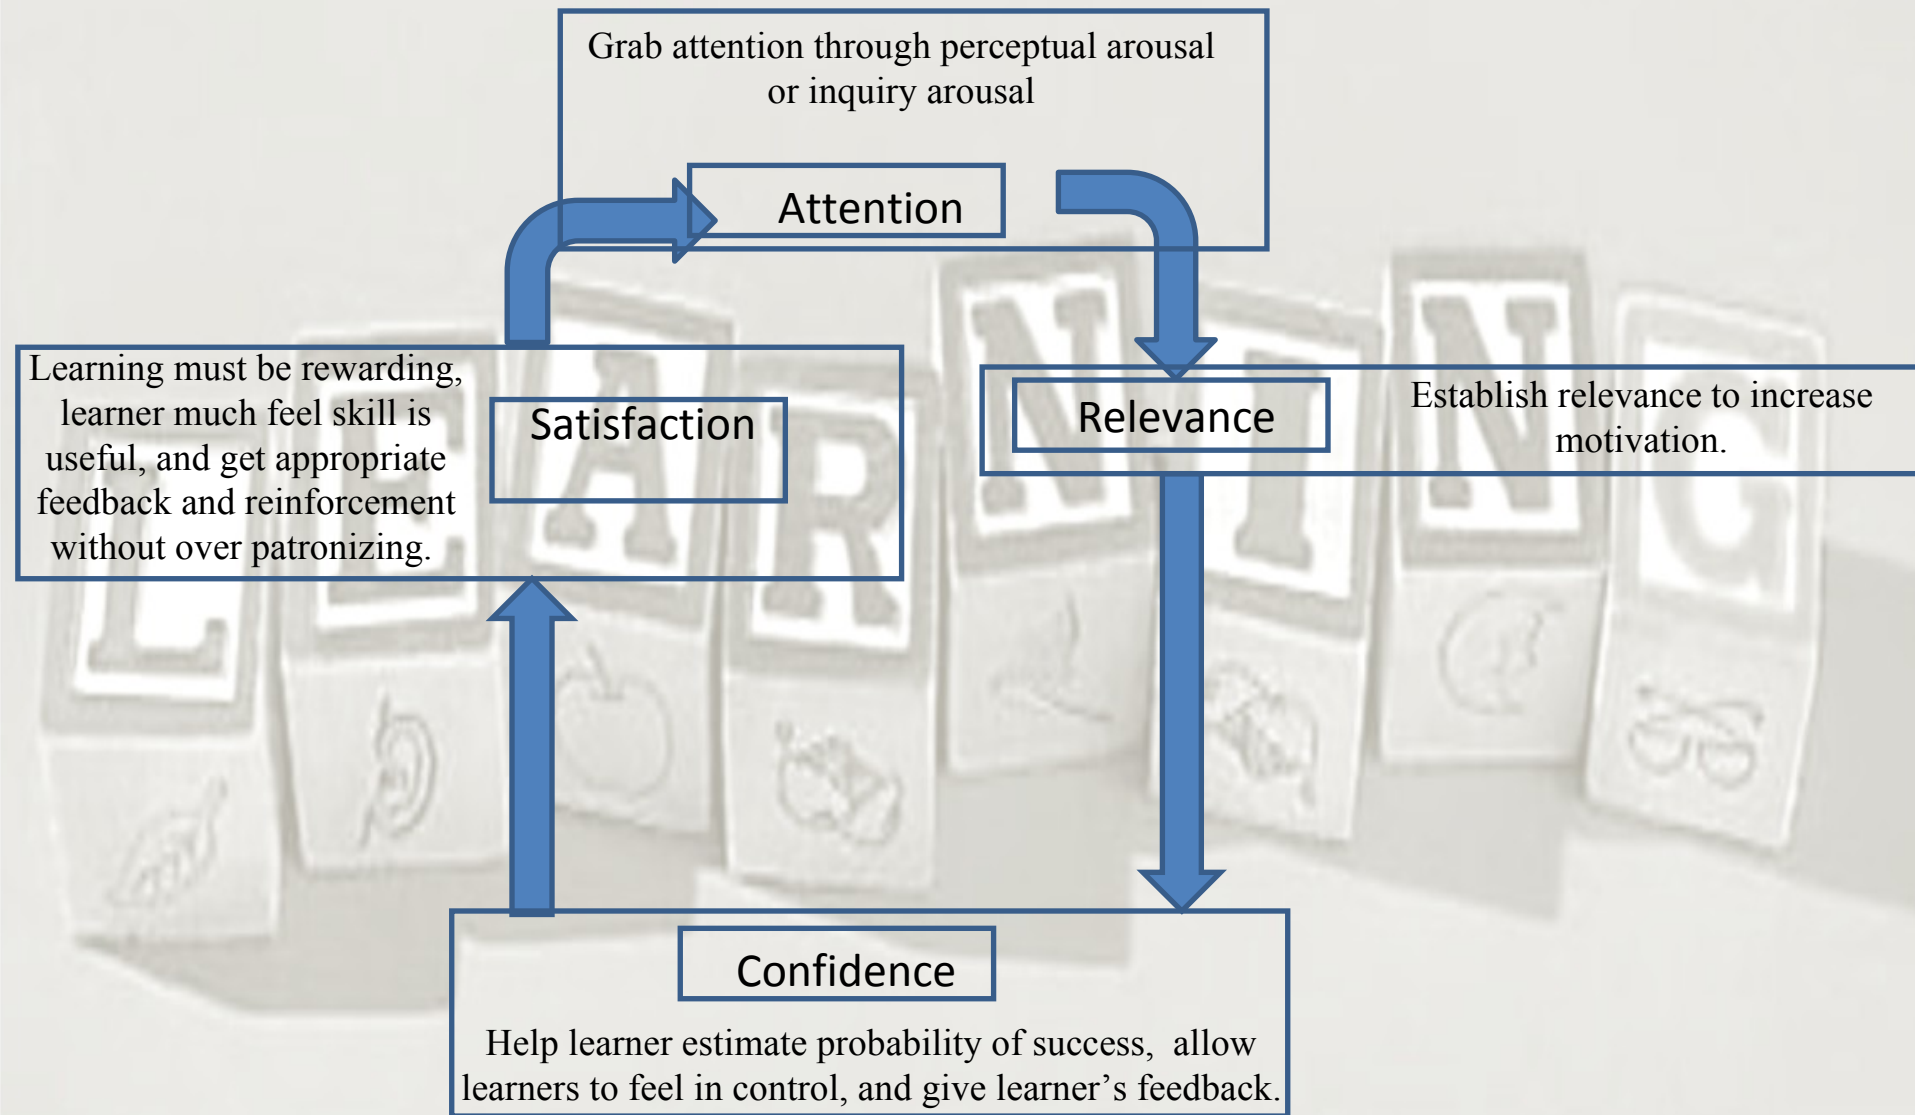 Grab attention through perceptual arousal
or inquiry arousal
Attention
Learning must be rewarding,
learner much feel skill is
useful, and get appropriate
feedback and reinforcement
without over patronizing.
Satisfaction
Relevance
Establish relevance to increase
motivation.
LEARNING
Confidence
Help learner estimate probability of success,  allow
learners to feel in control, and give learner’s feedback.